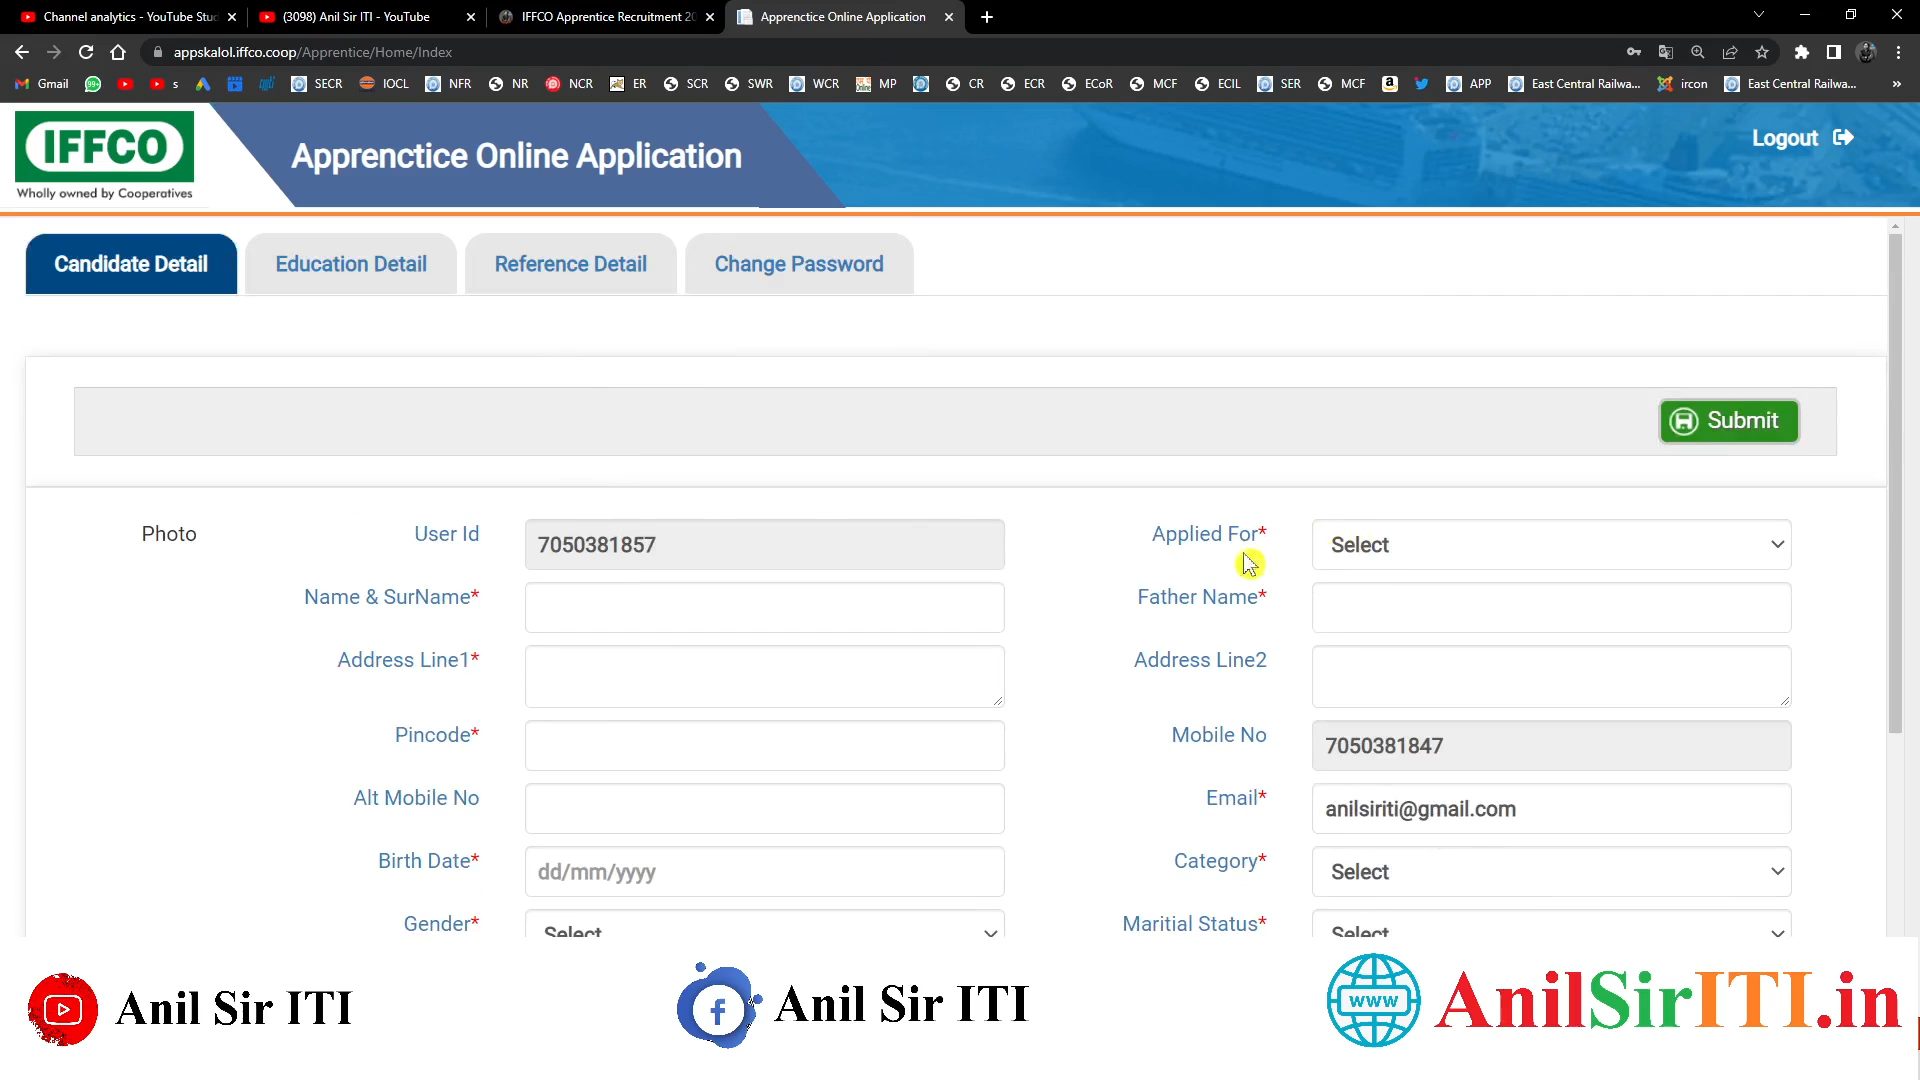 Channel analytics - YouTube Stu
(3098) Anil Sir ITI - YouTube
IFFCO Apprentice Recruitment 20
Apprenctice Online Application
appskalol.iffco.coop/Apprentice/Home/Index
Gmail
99+
s
SECR
IOCL
NFR
NR
NCR
ER
SCR
SWR
WCR
MP
CR
ECR
ECoR
MCF
ECIL
SER
MCF
APP
East Central Railwa...
ircon
East Central Railwa...
IFFCO
Wholly owned by Cooperatives
Apprenctice Online Application
Logout
Candidate Detail
Education Detail
Reference Detail
Change Password
Submit
Photo
User Id
7050381857
Applied For*
Select
Name & SurName*
Father Name*
Address Line1*
Address Line2
Pincode*
Mobile No
7050381847
Alt Mobile No
Email*
anilsiriti@gmail.com
Birth Date*
dd/mm/yyyy
Category*
Select
Gender*
Select
Maritial Status*
Select
Anil Sir ITI
f
Anil Sir ITI
www
AnilSirITI.in